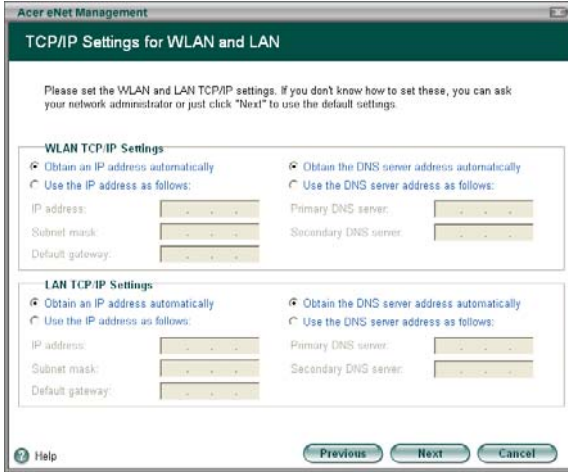 Acer eNet Management
TCP/IP Settings for WLAN and LAN
Please set the WLAN and LAN TCP/IP settings. If you don't know how to set these, you can ask
your network administrator or just click "Next" to use the default settings.
WLAN TCP/IP Settings
Obtain an IP address automatically
Use the IP address as follows:
IP address:
Subnet mask:
Default gateway:
Obtain the DNS server address automatically
Use the DNS server address as follows:
Primary DNS server:
Secondary DNS server:
LAN TCP/IP Settings
Obtain an IP address automatically
Use the IP address as follows:
IP address:
Subnet mask:
Default gateway:
Obtain the DNS server address automatically
Use the DNS server address as follows:
Primary DNS server:
Secondary DNS server:
Help
Previous
Next
Cancel